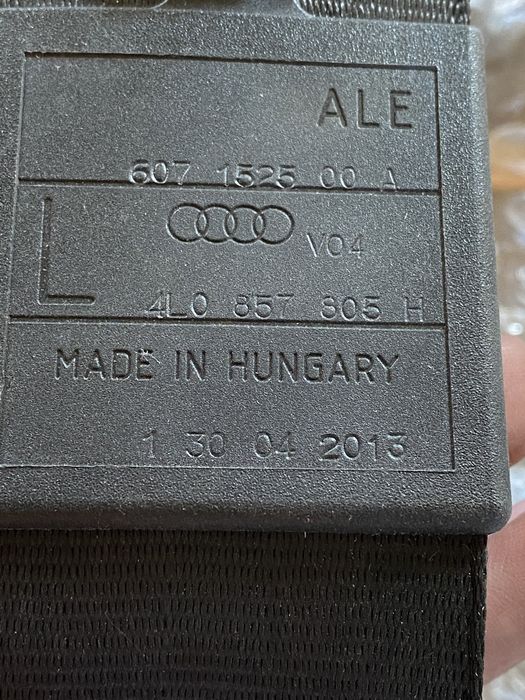 ALE
607 1525 00 A
L
V04
4L0 857 805 H
MADE IN HUNGARY
1 30 04 2013